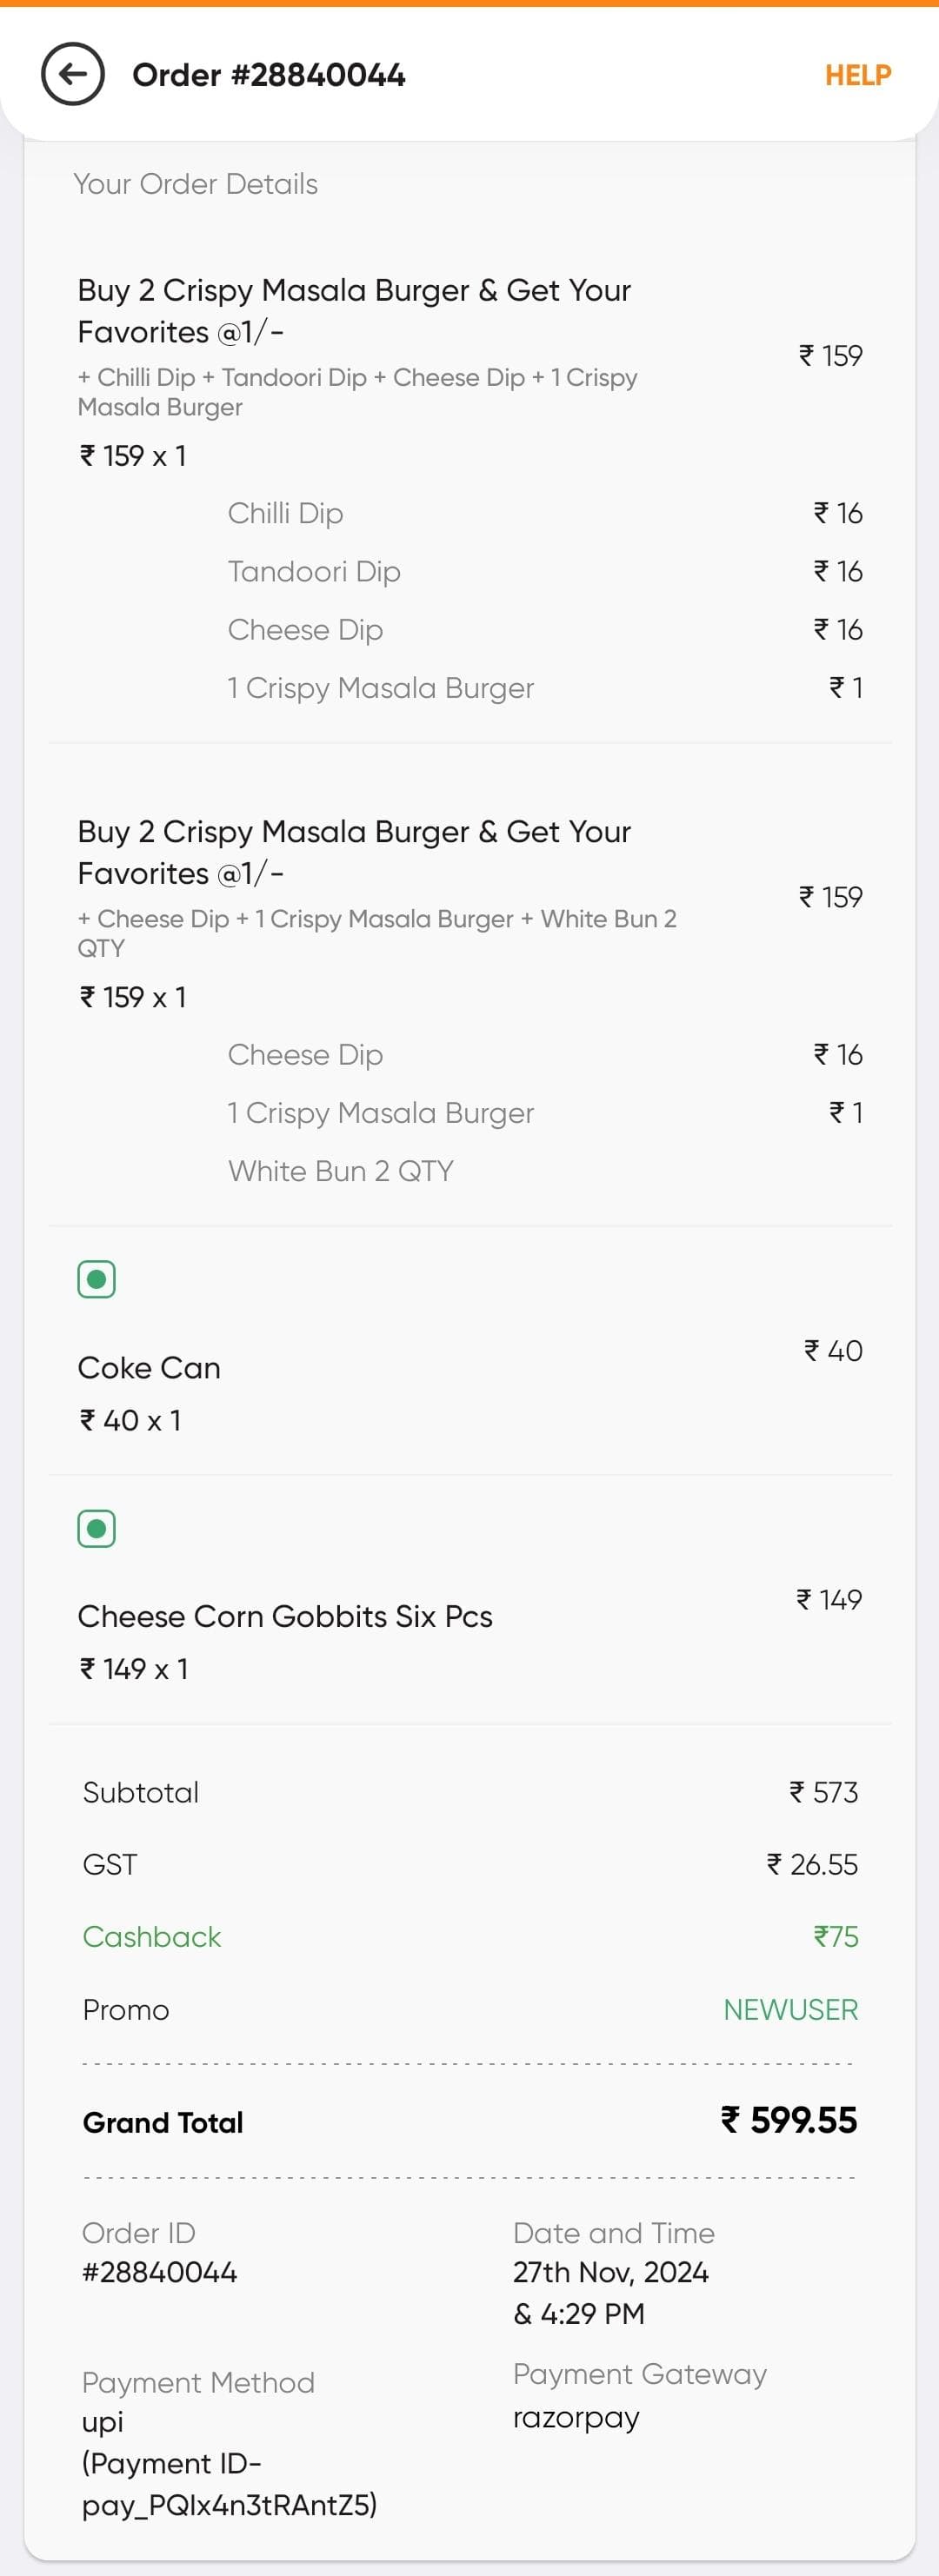 Order #28840044
HELP
Your Order Details
Buy 2 Crispy Masala Burger & Get Your
Favorites @1/-
₹ 159
+ Chilli Dip + Tandoori Dip + Cheese Dip + 1 Crispy
Masala Burger
₹ 159 x 1
Chilli Dip ₹ 16
Tandoori Dip ₹ 16
Cheese Dip ₹ 16
1 Crispy Masala Burger ₹ 1
Buy 2 Crispy Masala Burger & Get Your
Favorites @1/-
₹ 159
+ Cheese Dip + 1 Crispy Masala Burger + White Bun 2
QTY
₹ 159 x 1
Cheese Dip ₹ 16
1 Crispy Masala Burger ₹ 1
White Bun 2 QTY
₹ 40
Coke Can
₹ 40 x 1
₹ 149
Cheese Corn Gobbits Six Pcs
₹ 149 x 1
Subtotal ₹ 573
GST ₹ 26.55
Cashback ₹75
Promo NEWUSER
Grand Total ₹ 599.55
Order ID
#28840044
Date and Time
27th Nov, 2024
& 4:29 PM
Payment Method
upi
(Payment ID-
pay_PQIx4n3tRAntZ5)
Payment Gateway
razorpay